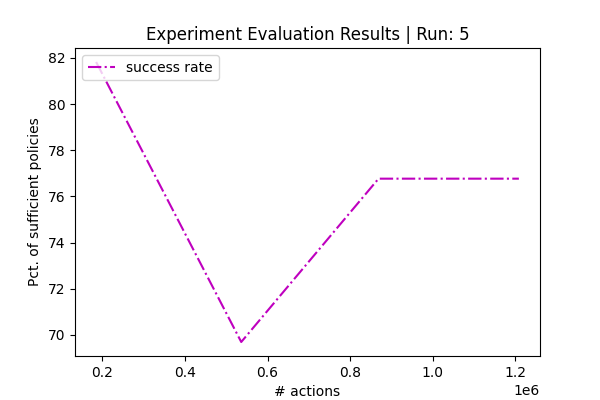 Experiment Evaluation Results | Run: 5
82
80
78
76
74
72
70
Pct. of sufficient policies
success rate
0.2 0.4 0.6 0.8 1.0 1.2
1e6
# actions